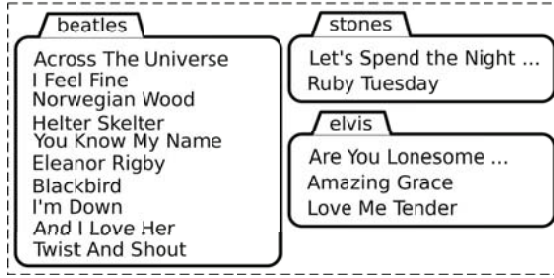 beatles
Across The Universe
I Feel Fine
Norwegian Wood
Helter Skelter
You Know My Name
Eleanor Rigby
Blackbird
I'm Down
And I Love Her
Twist And Shout
stones
Let's Spend the Night ...
Ruby Tuesday
elvis
Are You Lonesome ...
Amazing Grace
Love Me Tender